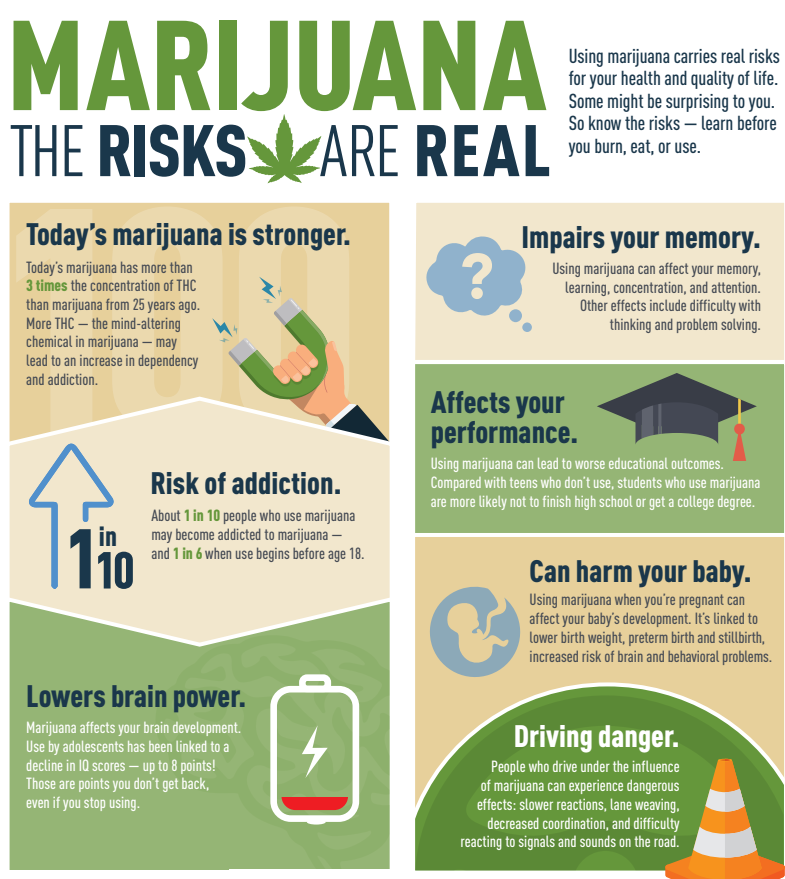 MARIJUANA
THE RISKS ARE REAL
Using marijuana carries real risks
for your health and quality of life.
Some might be surprising to you.
So know the risks — learn before
you burn, eat, or use.
100
Today's marijuana is stronger.
Today's marijuana has more than
3 times the concentration of THC
than marijuana from 25 years ago.
More THC — the mind-altering
chemical in marijuana — may
lead to an increase in dependency
and addiction.
1 in 10
Risk of addiction.
About 1 in 10 people who use marijuana
may become addicted to marijuana —
and 1 in 6 when use begins before age 18.
Lowers brain power.
Marijuana affects your brain development.
Use by adolescents has been linked to a
decline in IQ scores — up to 8 points!
Those are points you don't get back,
even if you stop using.
?
Impairs your memory.
Using marijuana can affect your memory,
learning, concentration, and attention.
Other effects include difficulty with
thinking and problem solving.
Affects your
performance.
Using marijuana can lead to worse educational outcomes.
Compared with teens who don't use, students who use marijuana
are more likely not to finish high school or get a college degree.
Can harm your baby.
Using marijuana when you're pregnant can
affect your baby's development. It's linked to
lower birth weight, preterm birth and stillbirth,
increased risk of brain and behavioral problems.
Driving danger.
People who drive under the influence
of marijuana can experience dangerous
effects: slower reactions, lane weaving,
decreased coordination, and difficulty
reacting to signals and sounds on the road.